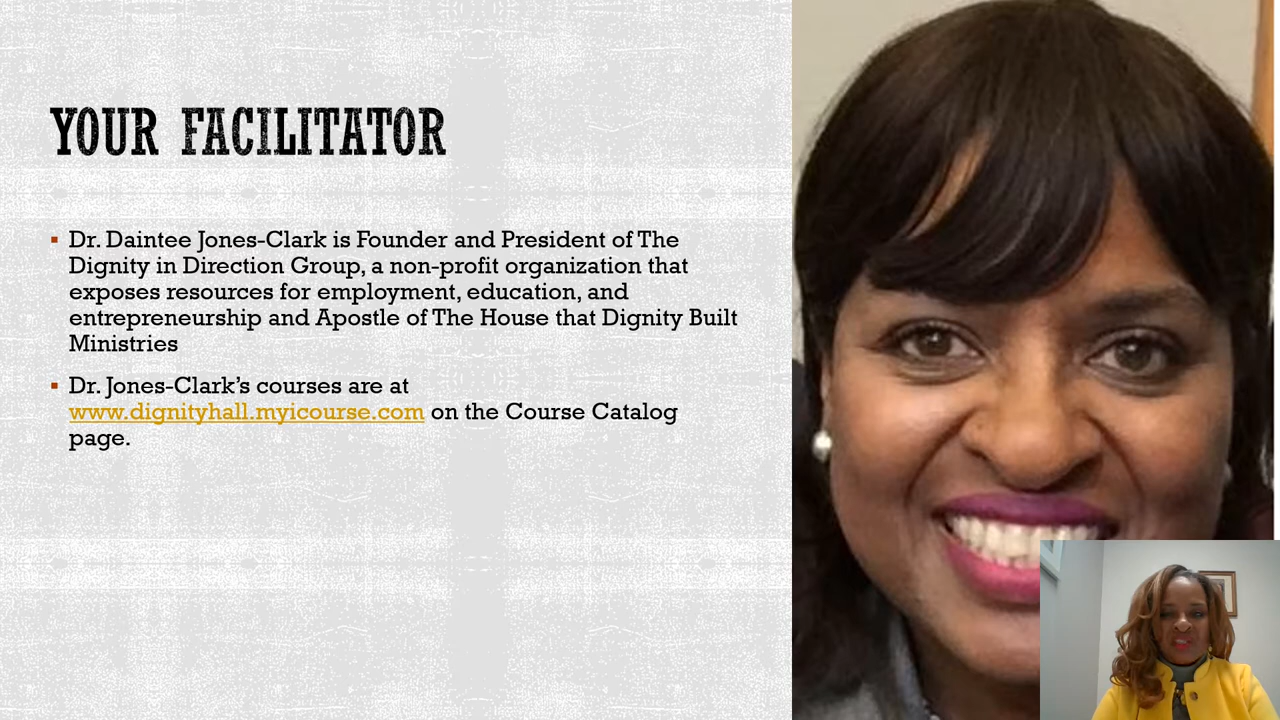 YOUR FACILITATOR
Dr. Daintee Jones-Clark is Founder and President of The
Dignity in Direction Group, a non-profit organization that
exposes resources for employment, education, and
entrepreneurship and Apostle of The House that Dignity Built
Ministries
Dr. Jones-Clark’s courses are at
www.dignityhall.myicourse.com on the Course Catalog
page.